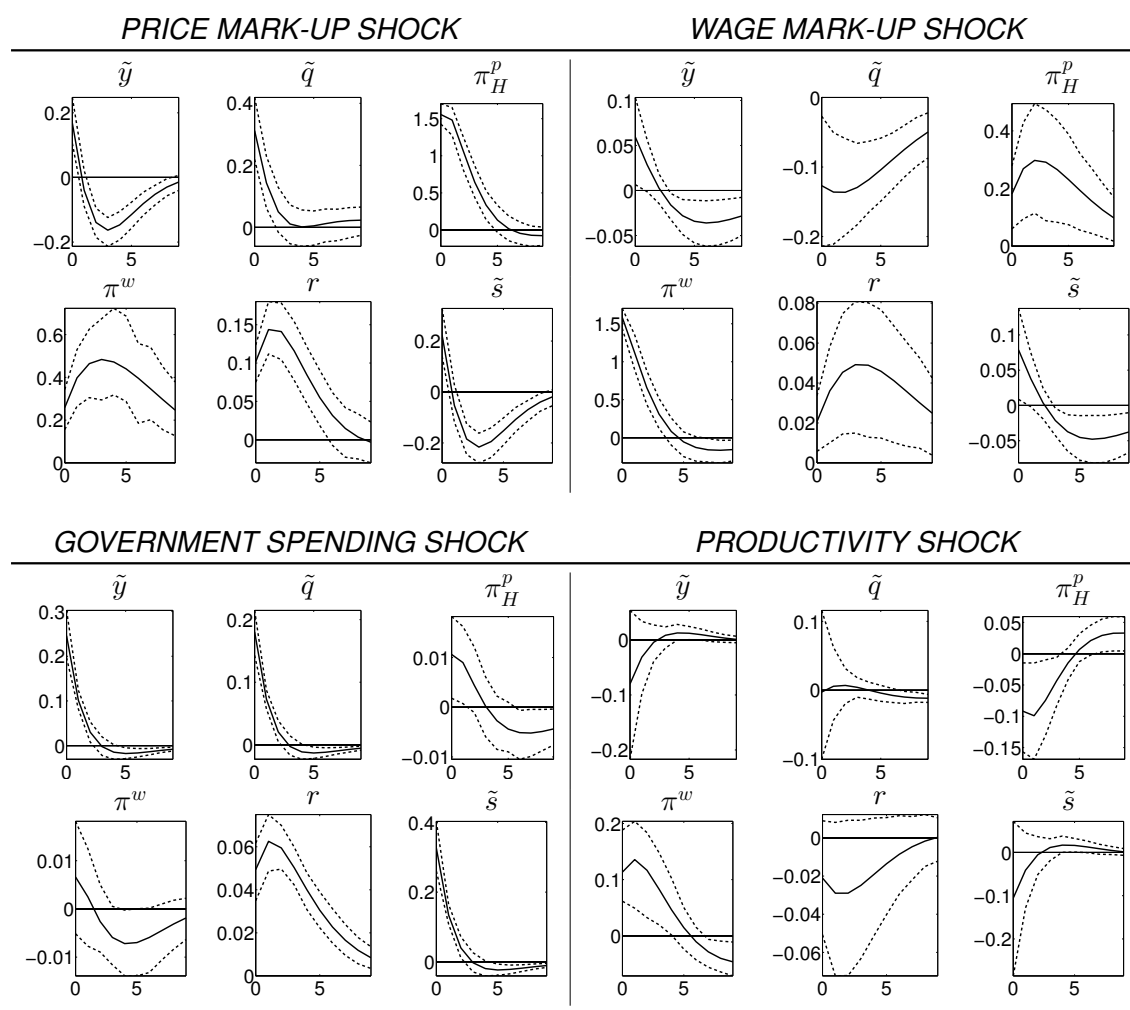 PRICE MARK-UP SHOCK WAGE MARK-UP SHOCK
ỹ q̃ π_H^p ỹ q̃ π_H^p
0.2 0 −0.2 0 5
0.4 0.2 0 0 5
1.5 1 0.5 0 0 5
0.1 0.05 0 −0.05 0 5
0 −0.1 −0.2 0 5
0.4 0.2 0 0 5
π^w r s̃ π^w r s̃
0.6 0.4 0.2 0 0 5
0.15 0.1 0.05 0 0 5
0.2 0 −0.2 0 5
1.5 1 0.5 0 0 5
0.08 0.06 0.04 0.02 0 0 5
0.1 0.05 0 −0.05 0 5
GOVERNMENT SPENDING SHOCK PRODUCTIVITY SHOCK
ỹ q̃ π_H^p ỹ q̃ π_H^p
0.3 0.2 0.1 0 0 5
0.2 0.1 0 0 5
0.01 0 −0.01 0 5
0 −0.1 −0.2 0 5
0.1 0 −0.1 0 5
0.05 0 −0.05 −0.1 −0.15 0 5
π^w r s̃ π^w r s̃
0.01 0 −0.01 0 5
0.06 0.04 0.02 0 0 5
0.4 0.2 0 0 5
0.2 0.1 0 0 5
0 −0.02 −0.04 −0.06 0 5
0 −0.1 −0.2 0 5